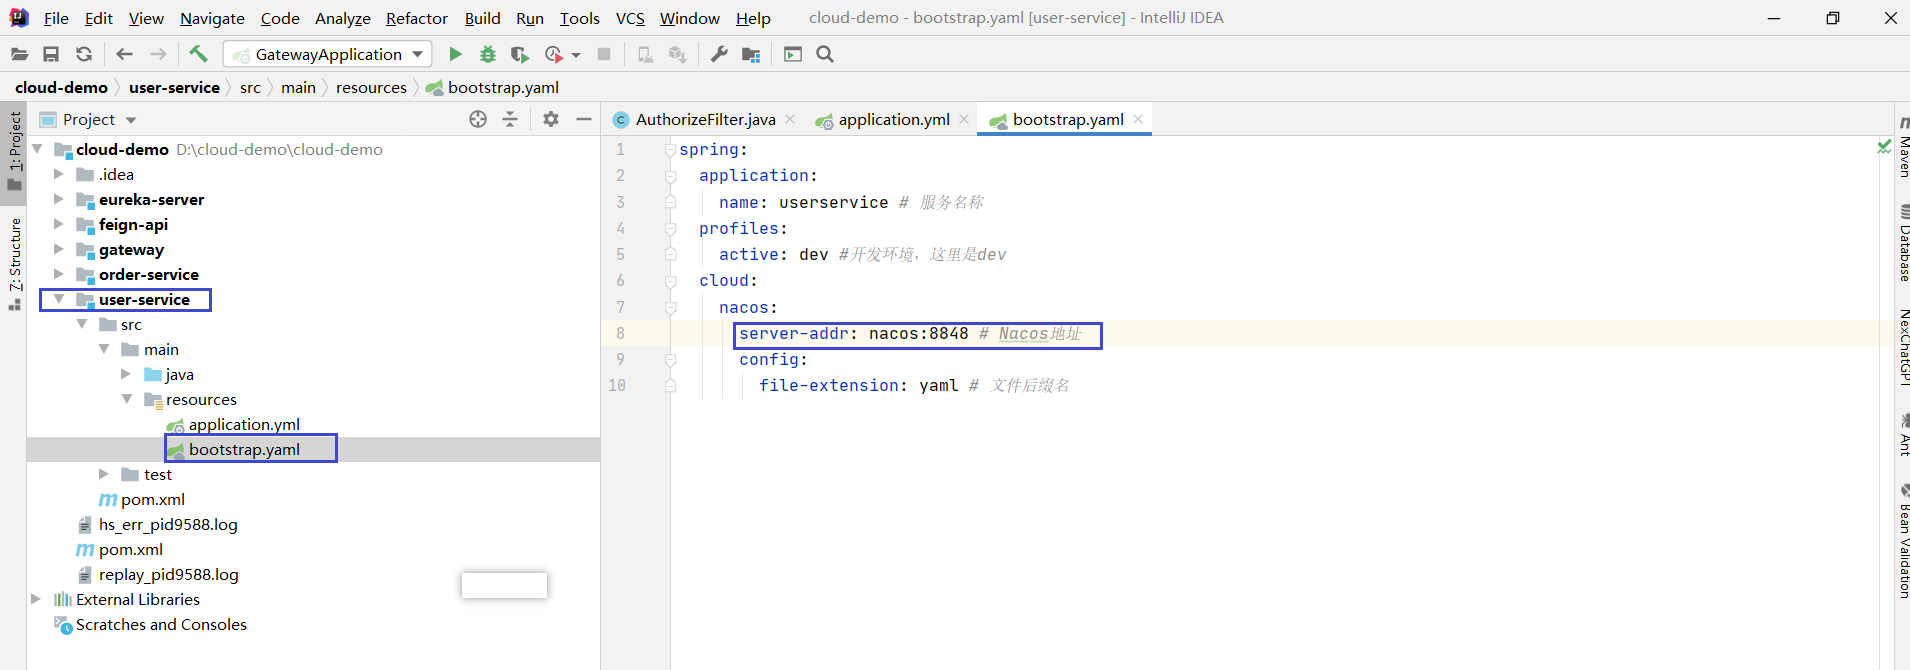 File Edit View Navigate Code Analyze Refactor Build Run Tools VCS Window Help cloud-demo - bootstrap.yaml [user-service] - IntelliJ IDEA
GatewayApplication
cloud-demo user-service src main resources bootstrap.yaml
1: Project
7: Structure
Project
cloud-demo D:\cloud-demo\cloud-demo
.idea
eureka-server
feign-api
gateway
order-service
user-service
src
main
java
resources
application.yml
bootstrap.yaml
test
pom.xml
hs_err_pid9588.log
pom.xml
replay_pid9588.log
External Libraries
Scratches and Consoles
AuthorizeFilter.java application.yml bootstrap.yaml
1 spring:
2 application:
3 name: userservice # 服务名称
4 profiles:
5 active: dev #开发环境，这里是dev
6 cloud:
7 nacos:
8 server-addr: nacos:8848 # Nacos地址
9 config:
10 file-extension: yaml # 文件后缀名
Maven
Database
NexChatGPT
Ant
Bean Validation